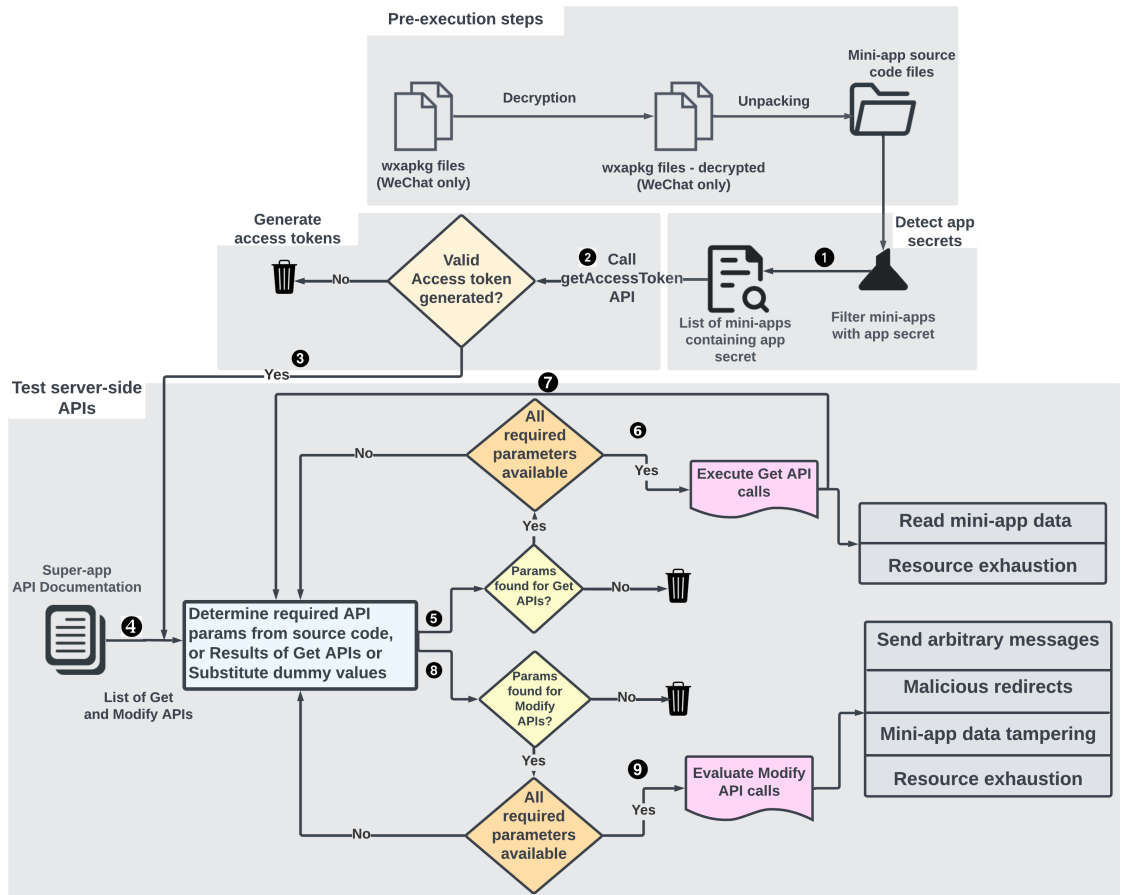 Pre-execution steps
Mini-app source
code files
Decryption
Unpacking
wxapkg files
(WeChat only)
wxapkg files - decrypted
(WeChat only)
Generate
access tokens
Detect app
secrets
Valid
Access token
generated?
No
2
Call
getAccessToken
API
1
List of mini-apps
containing app
secret
Filter mini-apps
with app secret
3
Yes
Test server-side
APIs
7
All
required
parameters
available
No
6
Yes
Execute Get API
calls
Read mini-app data
Resource exhaustion
Yes
Params
found for Get
APIs?
No
Super-app
API Documentation
4
List of Get
and Modify APIs
Determine required API
params from source code,
or Results of Get APIs or
Substitute dummy values
5
8
Params
found for
Modify
APIs?
No
Yes
Send arbitrary messages
Malicious redirects
Mini-app data tampering
Resource exhaustion
9
Yes
Evaluate Modify
API calls
All
required
parameters
available
No